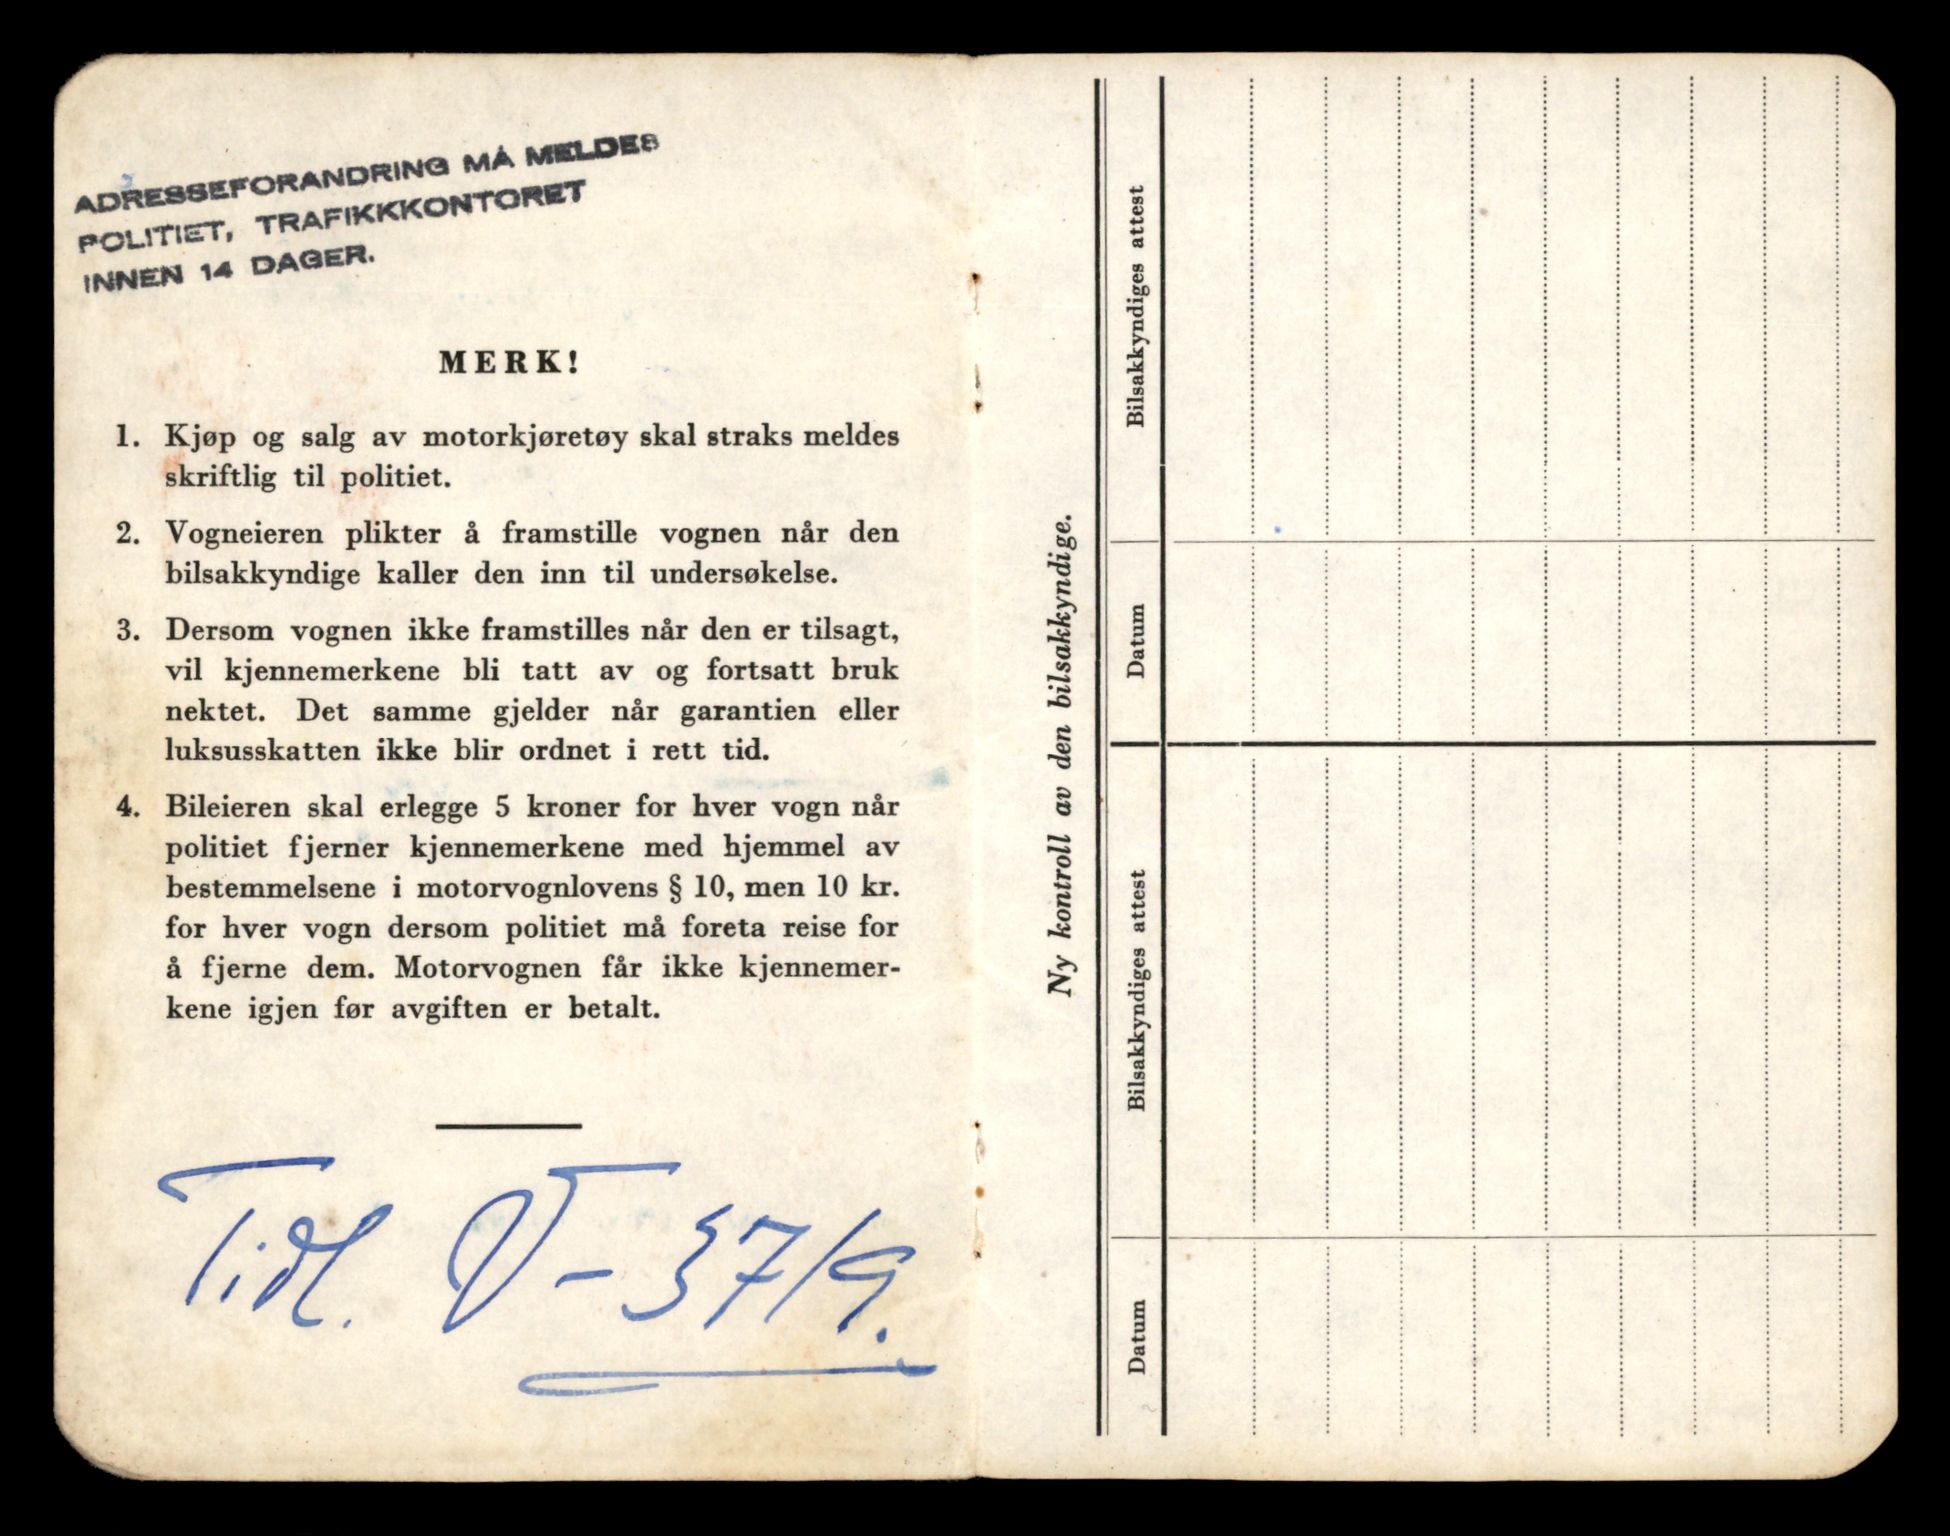 ADRESSEFORANDRING MÅ MELDES
POLITIET, TRAFIKKKONTORET
INNEN 14 DAGER.
MERK!
1. Kjøp og salg av motorkjøretøy skal straks meldes
skriftlig til politiet.
2. Vogneieren plikter å framstille vognen når den
bilsakkyndige kaller den inn til undersøkelse.
3. Dersom vognen ikke framstilles når den er tilsagt,
vil kjennemerkene bli tatt av og fortsatt bruk
nektet. Det samme gjelder når garantien eller
luksusskatten ikke blir ordnet i rett tid.
4. Bileieren skal erlegge 5 kroner for hver vogn når
politiet fjerner kjennemerkene med hjemmel av
bestemmelsene i motorvognlovens § 10, men 10 kr.
for hver vogn dersom politiet må foreta reise for
å fjerne dem. Motorvognen får ikke kjennemer-
kene igjen før avgiften er betalt.
Tidl. V-3719.
Ny kontroll av den bilsakkyndige.
Datum
Bilsakkyndiges attest
Datum
Bilsakkyndiges attest